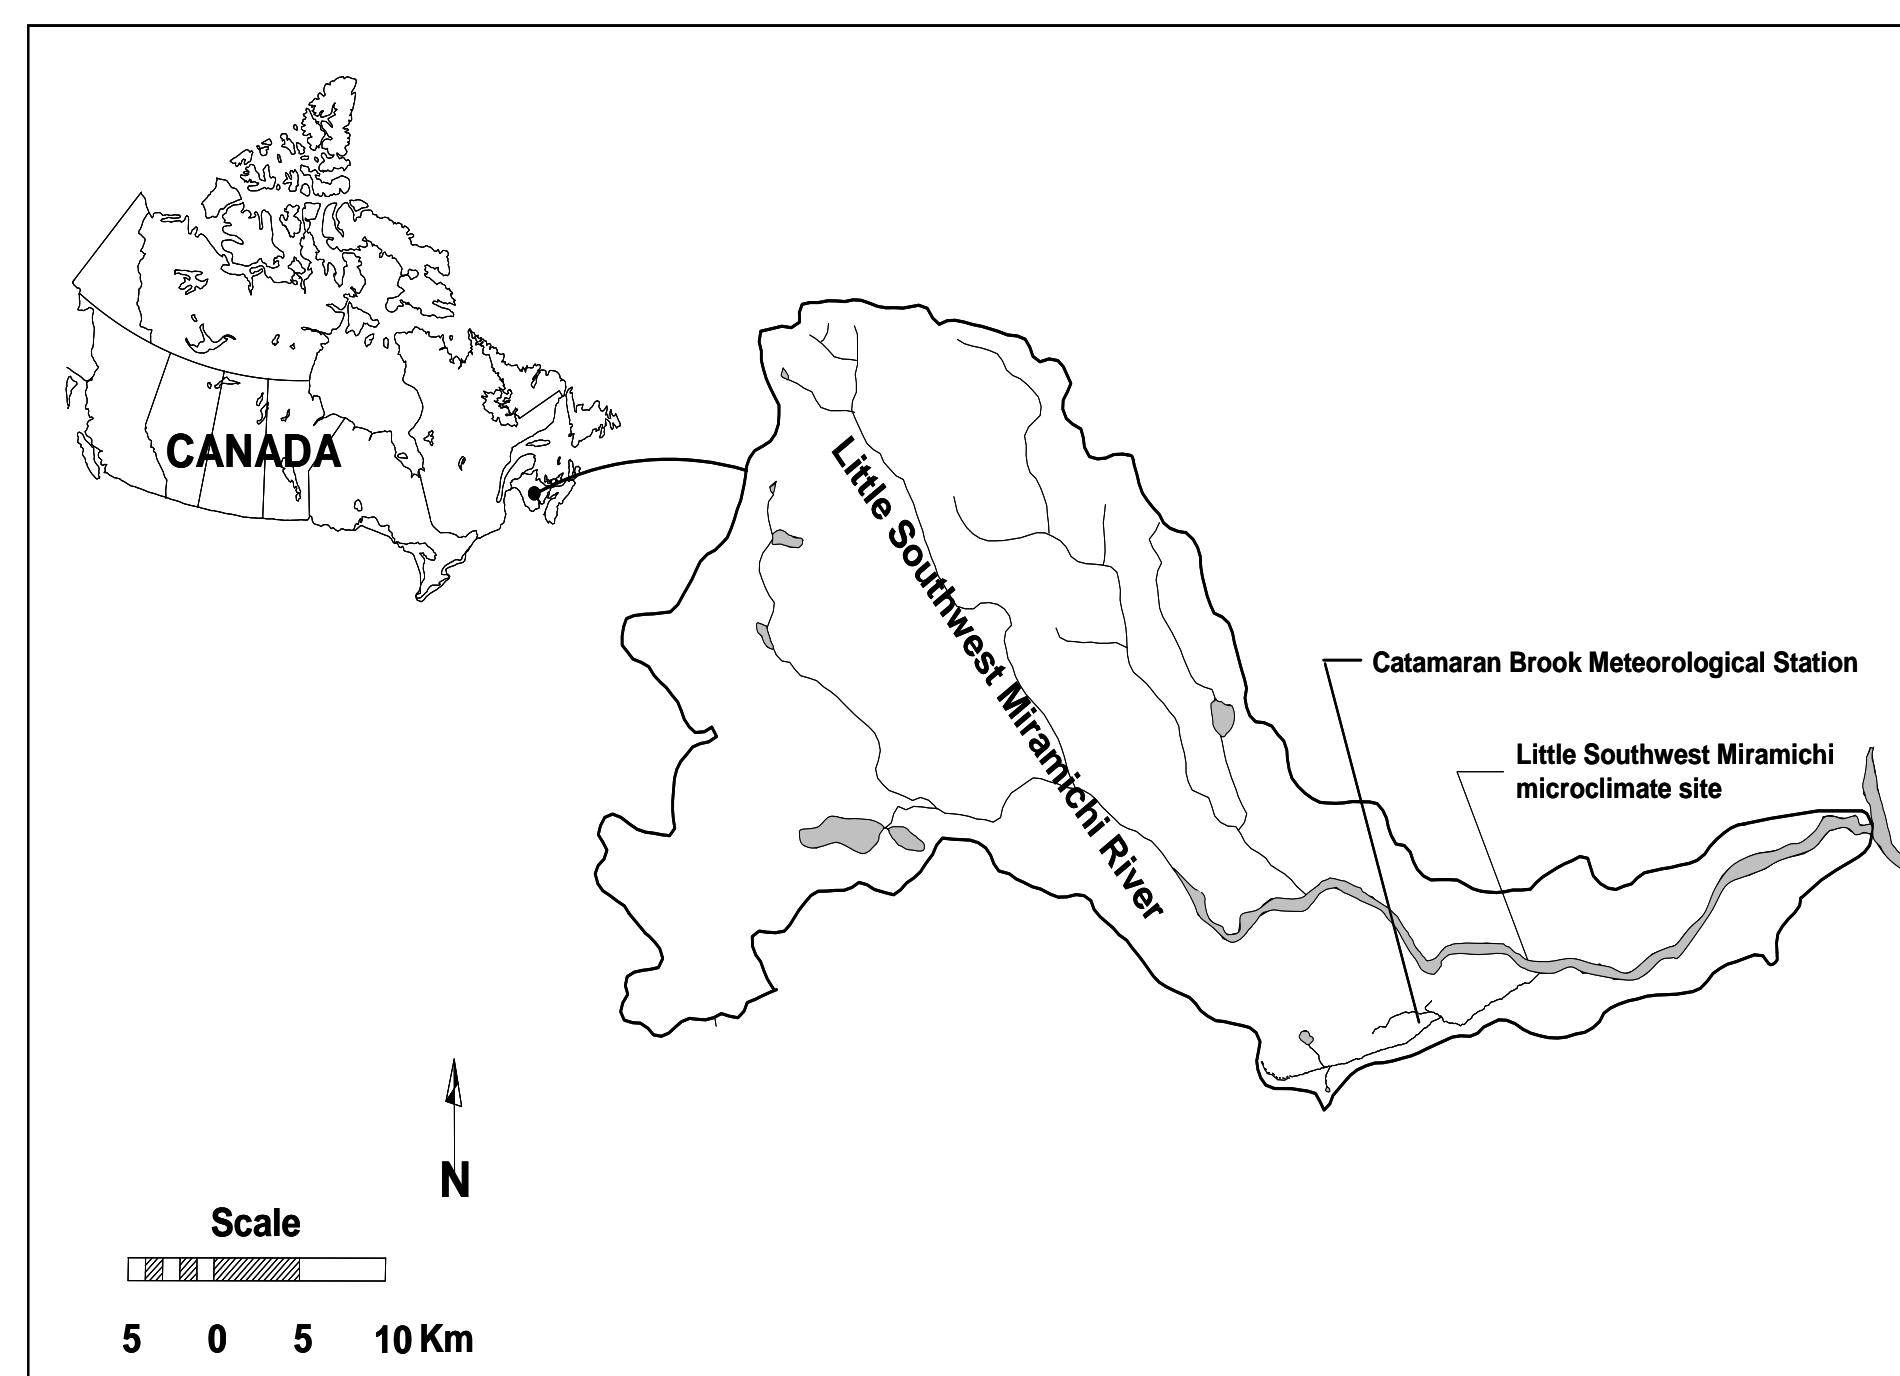 CANADA
Little Southwest Miramichi River
Catamaran Brook Meteorological Station
Little Southwest Miramichi
microclimate site
N
Scale
5 0 5 10 Km